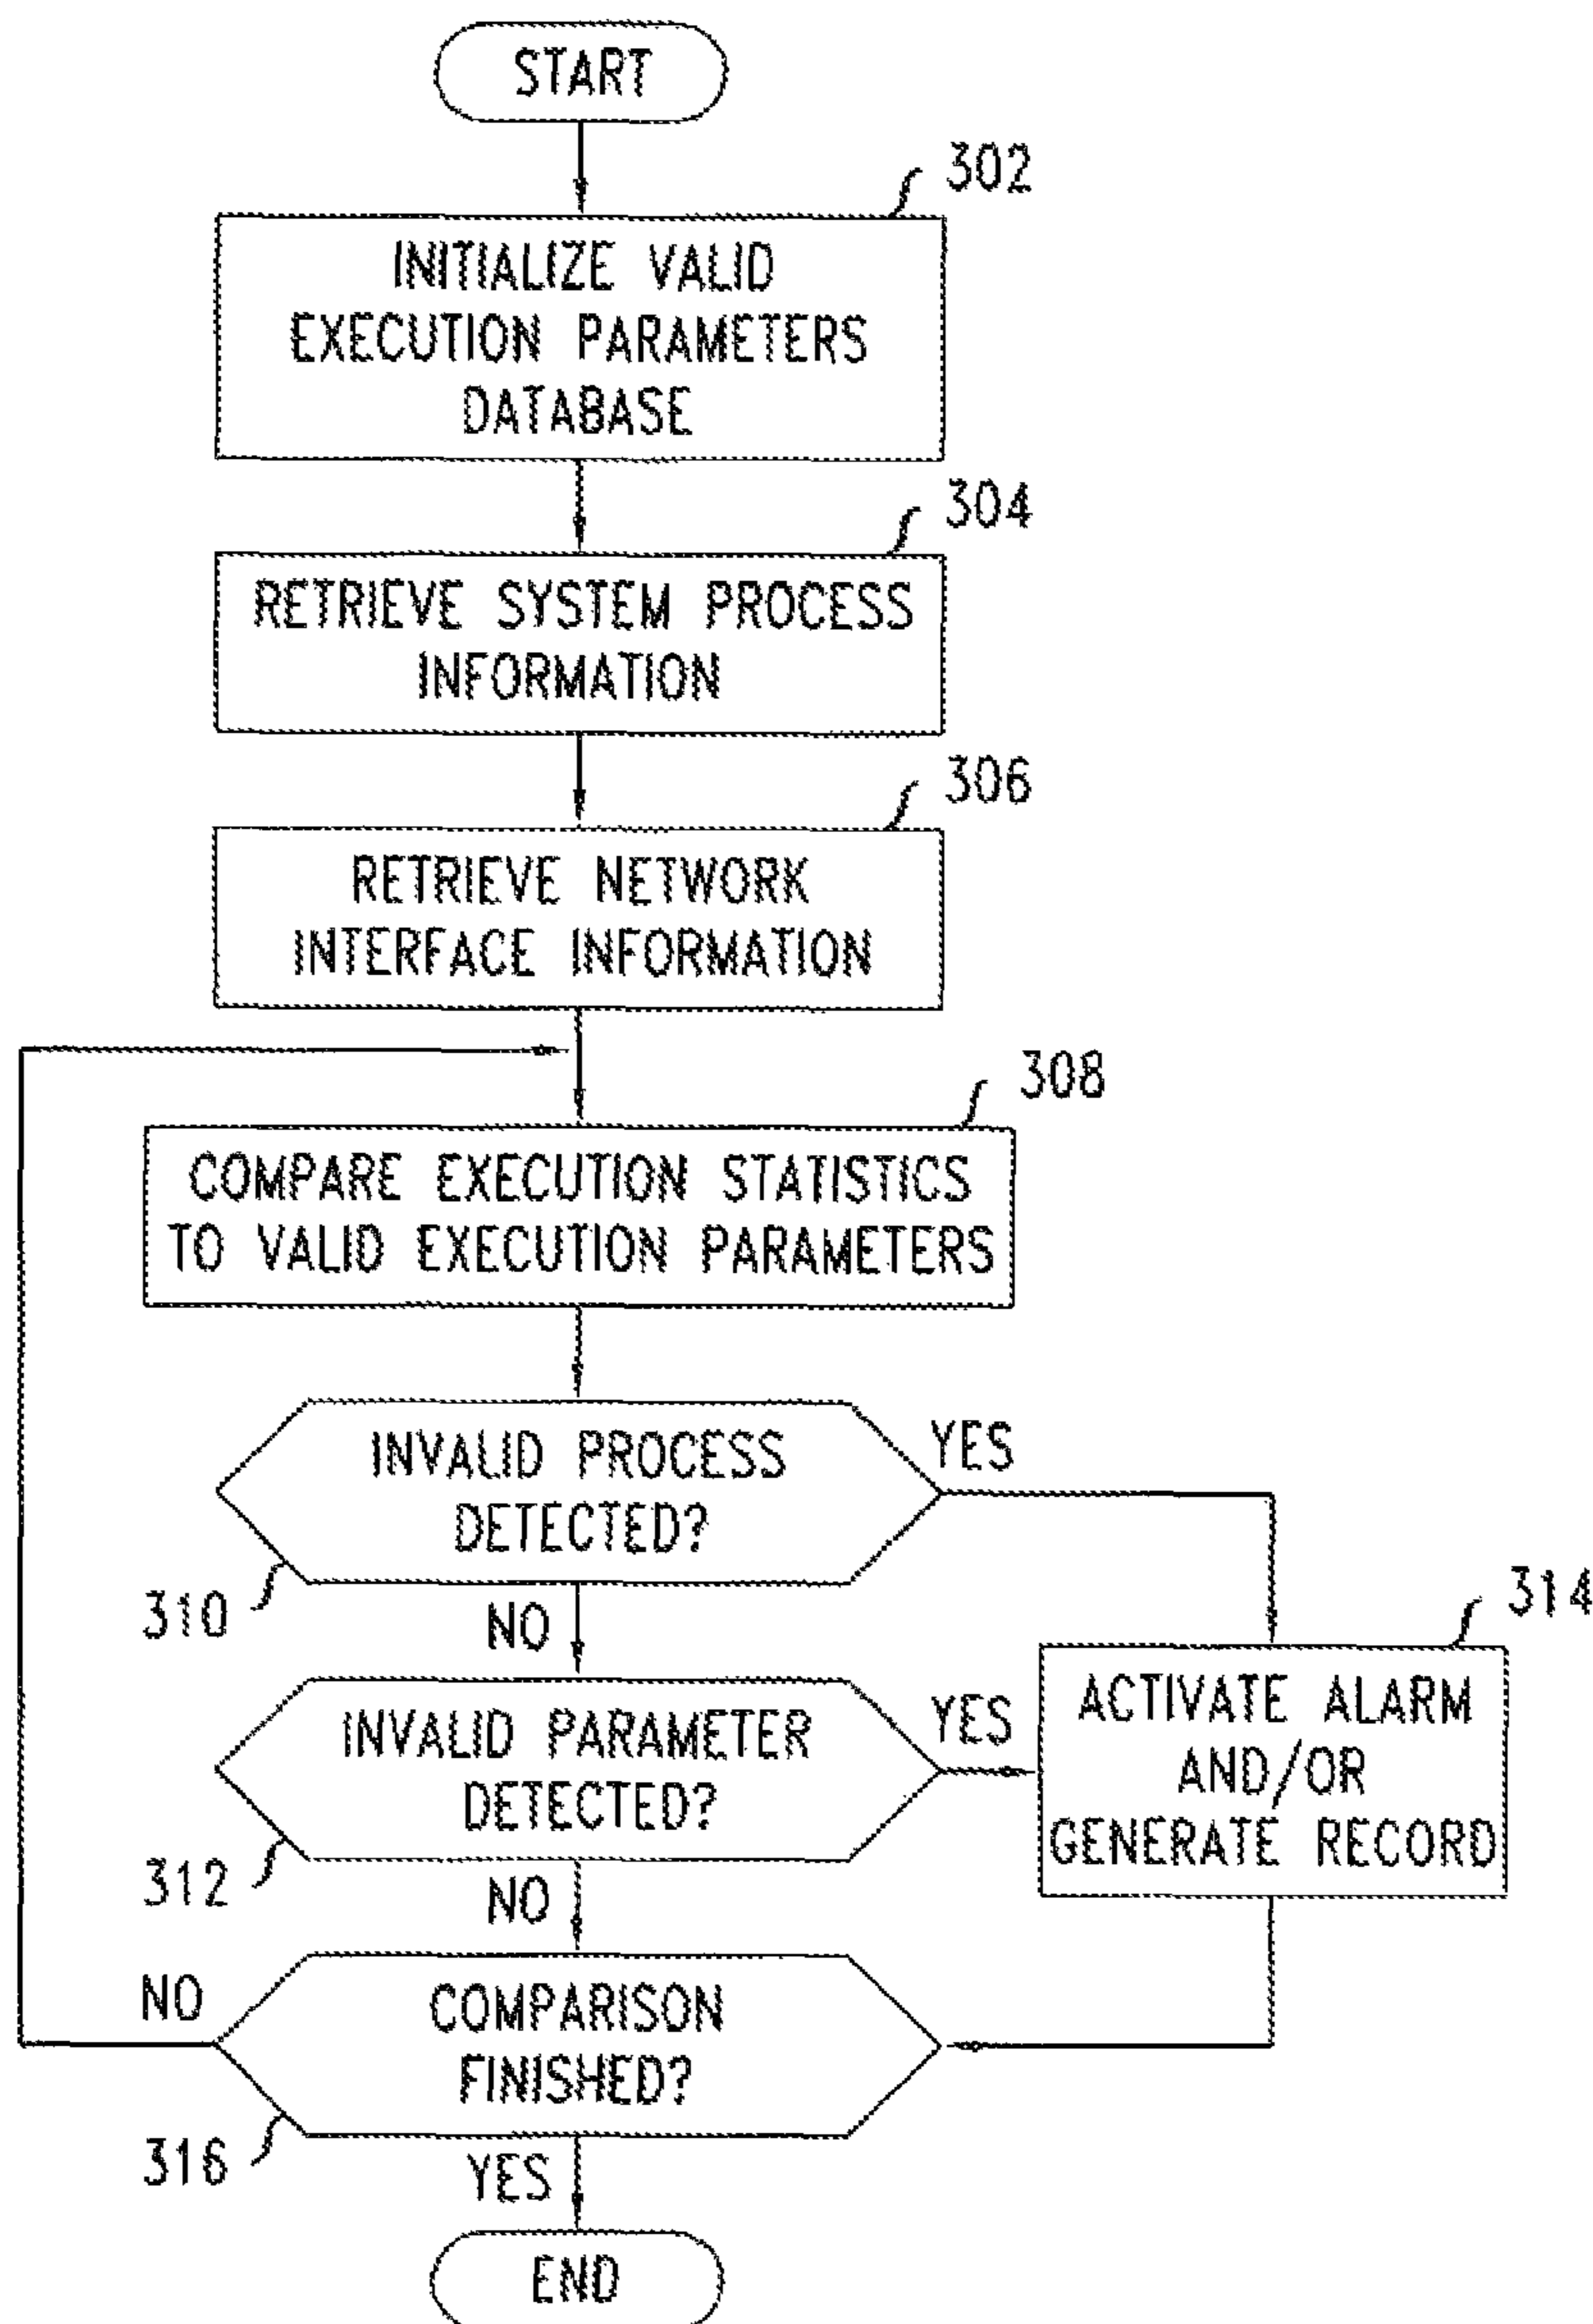 START
302
INITIALIZE VALID
EXECUTION PARAMETERS
DATABASE
304
RETRIEVE SYSTEM PROCESS
INFORMATION
306
RETRIEVE NETWORK
INTERFACE INFORMATION
308
COMPARE EXECUTION STATISTICS
TO VALID EXECUTION PARAMETERS
INVALID PROCESS
DETECTED?
YES
310
NO
314
ACTIVATE ALARM
AND/OR
GENERATE RECORD
INVALID PARAMETER
DETECTED?
YES
312
NO
COMPARISON
FINISHED?
NO
316
YES
END